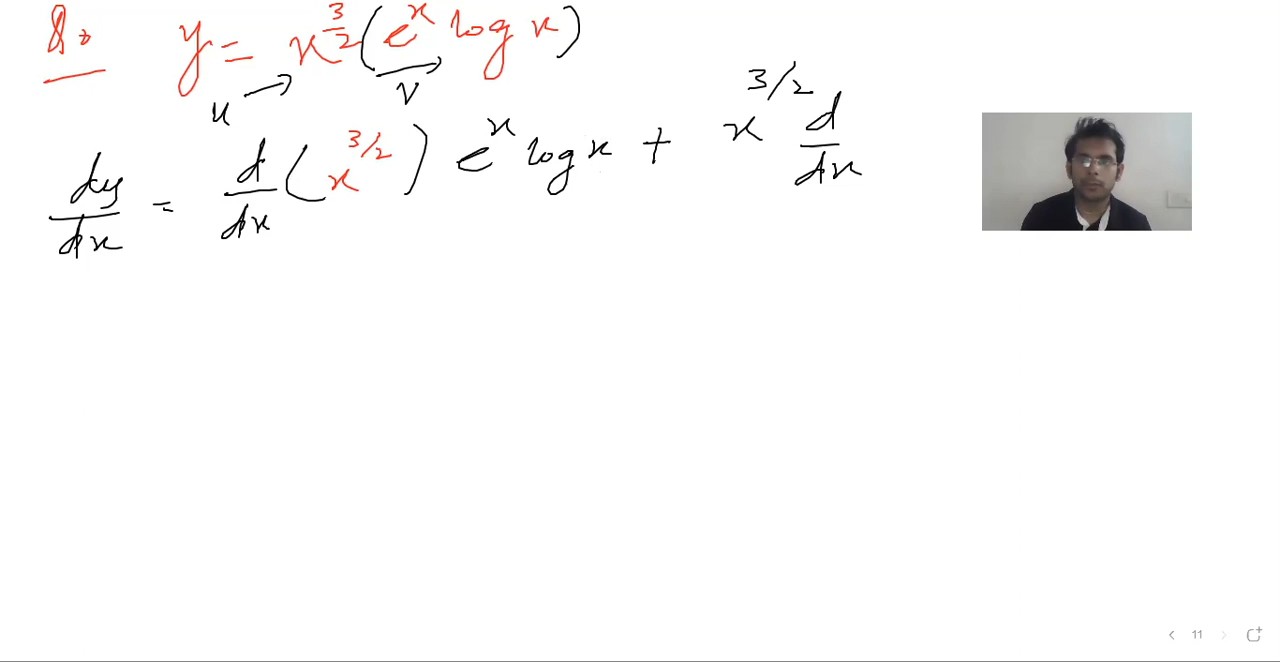 Q: y = x^{3/2} (e^x log x)
u → v
dy/dx = d/dx (x^{3/2}) e^x log x + x^{3/2} d/dx
< 11 >